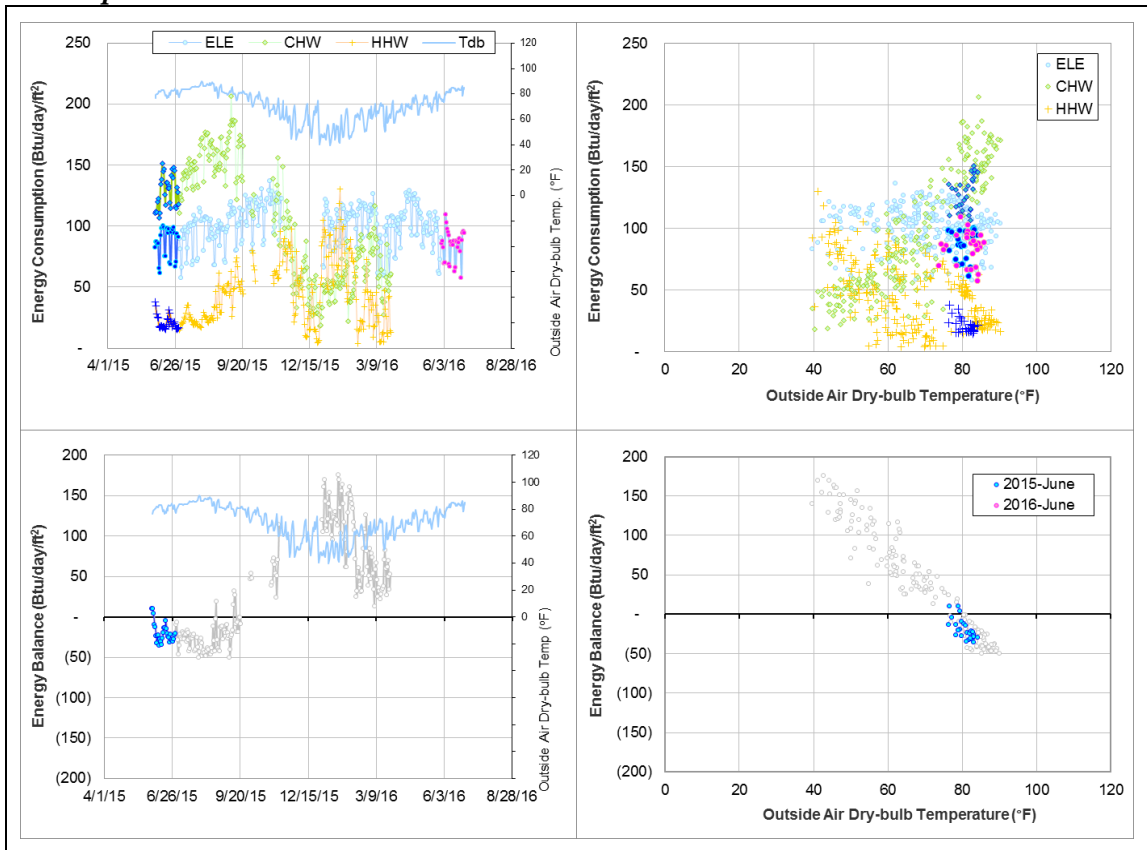 ELE CHW HHW Tdb
250
200
150
100
50
-
Energy Consumption (Btu/day/ft²)
120
100
80
60
40
20
0
Outside Air Dry-bulb Temp. (°F)
4/1/15 6/26/15 9/20/15 12/15/15 3/9/16 6/3/16 8/28/16
250
200
150
100
50
-
Energy Consumption (Btu/day/ft²)
ELE
CHW
HHW
0 20 40 60 80 100 120
Outside Air Dry-bulb Temperature (°F)
200
150
100
50
-
(50)
(100)
(150)
(200)
Energy Balance (Btu/day/ft²)
120
100
80
60
40
20
0
Outside Air Dry-bulb Temp (°F)
4/1/15 6/26/15 9/20/15 12/15/15 3/9/16 6/3/16 8/28/16
200
150
100
50
-
(50)
(100)
(150)
(200)
Energy Balance (Btu/day/ft²)
2015-June
2016-June
0 20 40 60 80 100 120
Outside Air Dry-bulb Temperature (°F)